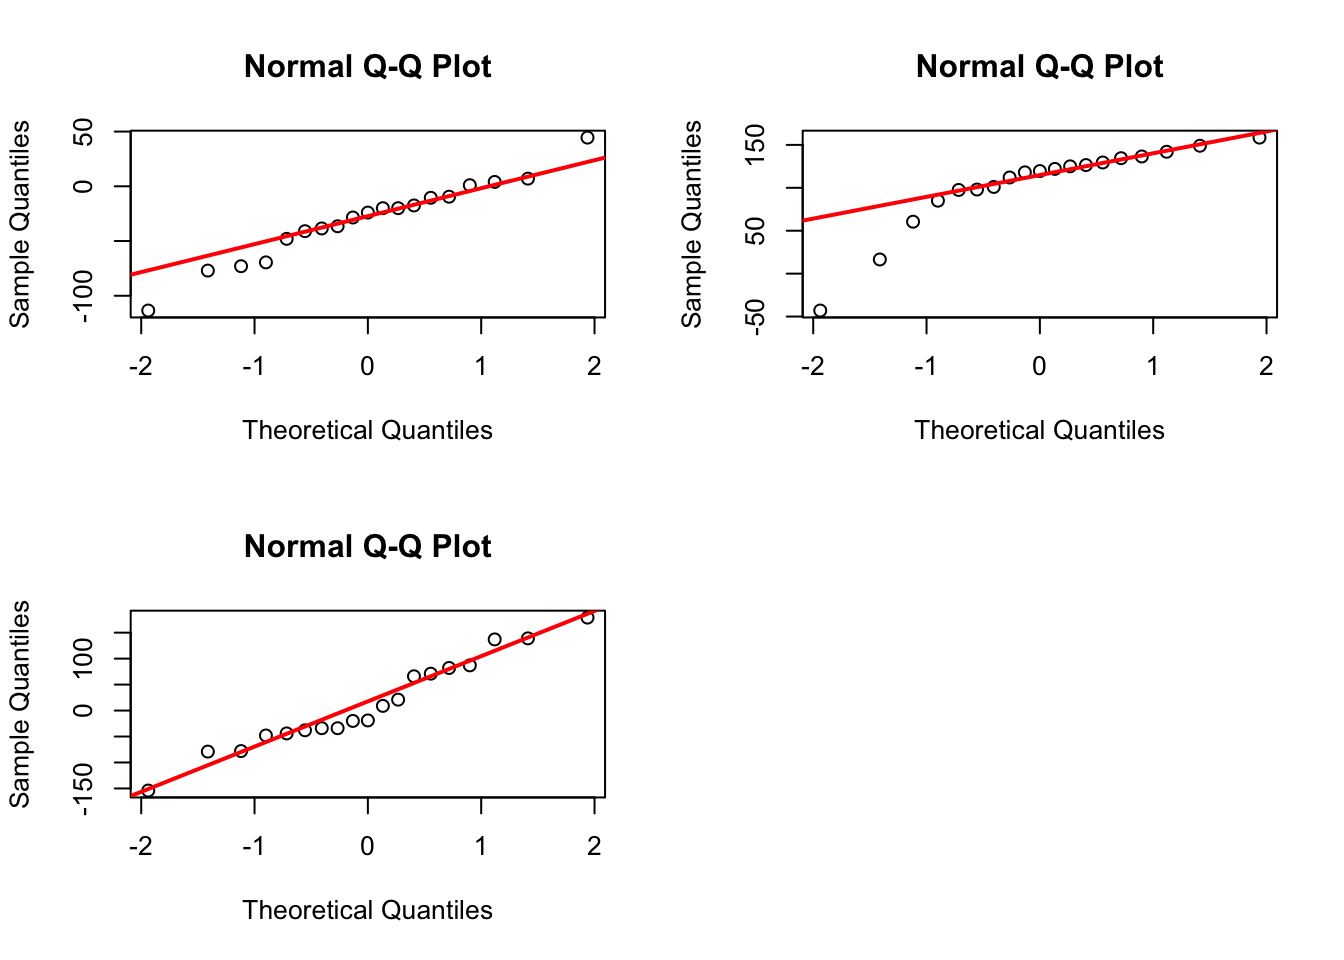 Normal Q-Q Plot
Sample Quantiles
50
0
-100
-2 -1 0 1 2
Theoretical Quantiles
Normal Q-Q Plot
Sample Quantiles
150
50
-50
-2 -1 0 1 2
Theoretical Quantiles
Normal Q-Q Plot
Sample Quantiles
100
0
-150
-2 -1 0 1 2
Theoretical Quantiles